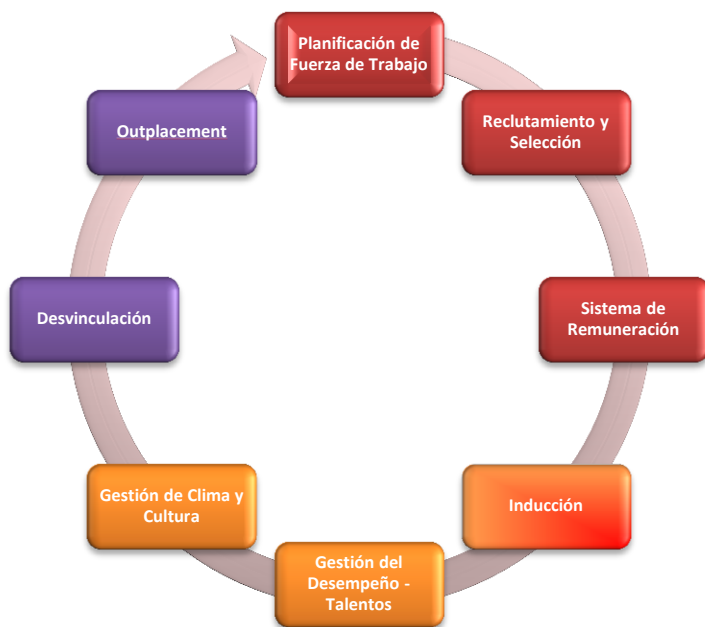 Planificación de
Fuerza de Trabajo
Reclutamiento y
Selección
Sistema de
Remuneración
Inducción
Gestión del
Desempeño -
Talentos
Gestión de Clima y
Cultura
Desvinculación
Outplacement